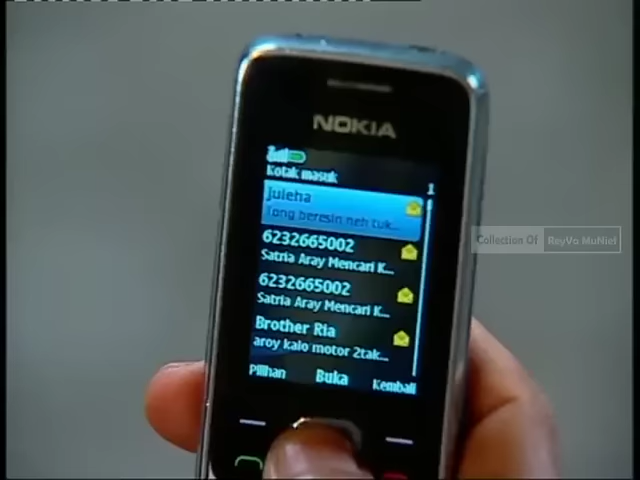 NOKIA
Kotak masuk
1
Juleha
Tong beresin neh tuk...
6232665002
Satria Aray Mencari K...
6232665002
Satria Aray Mencari K...
Brother Ria
aroy kalo motor 2tak...
Pilihan Buka Kembali
Collection Of ReyVo MuNiel